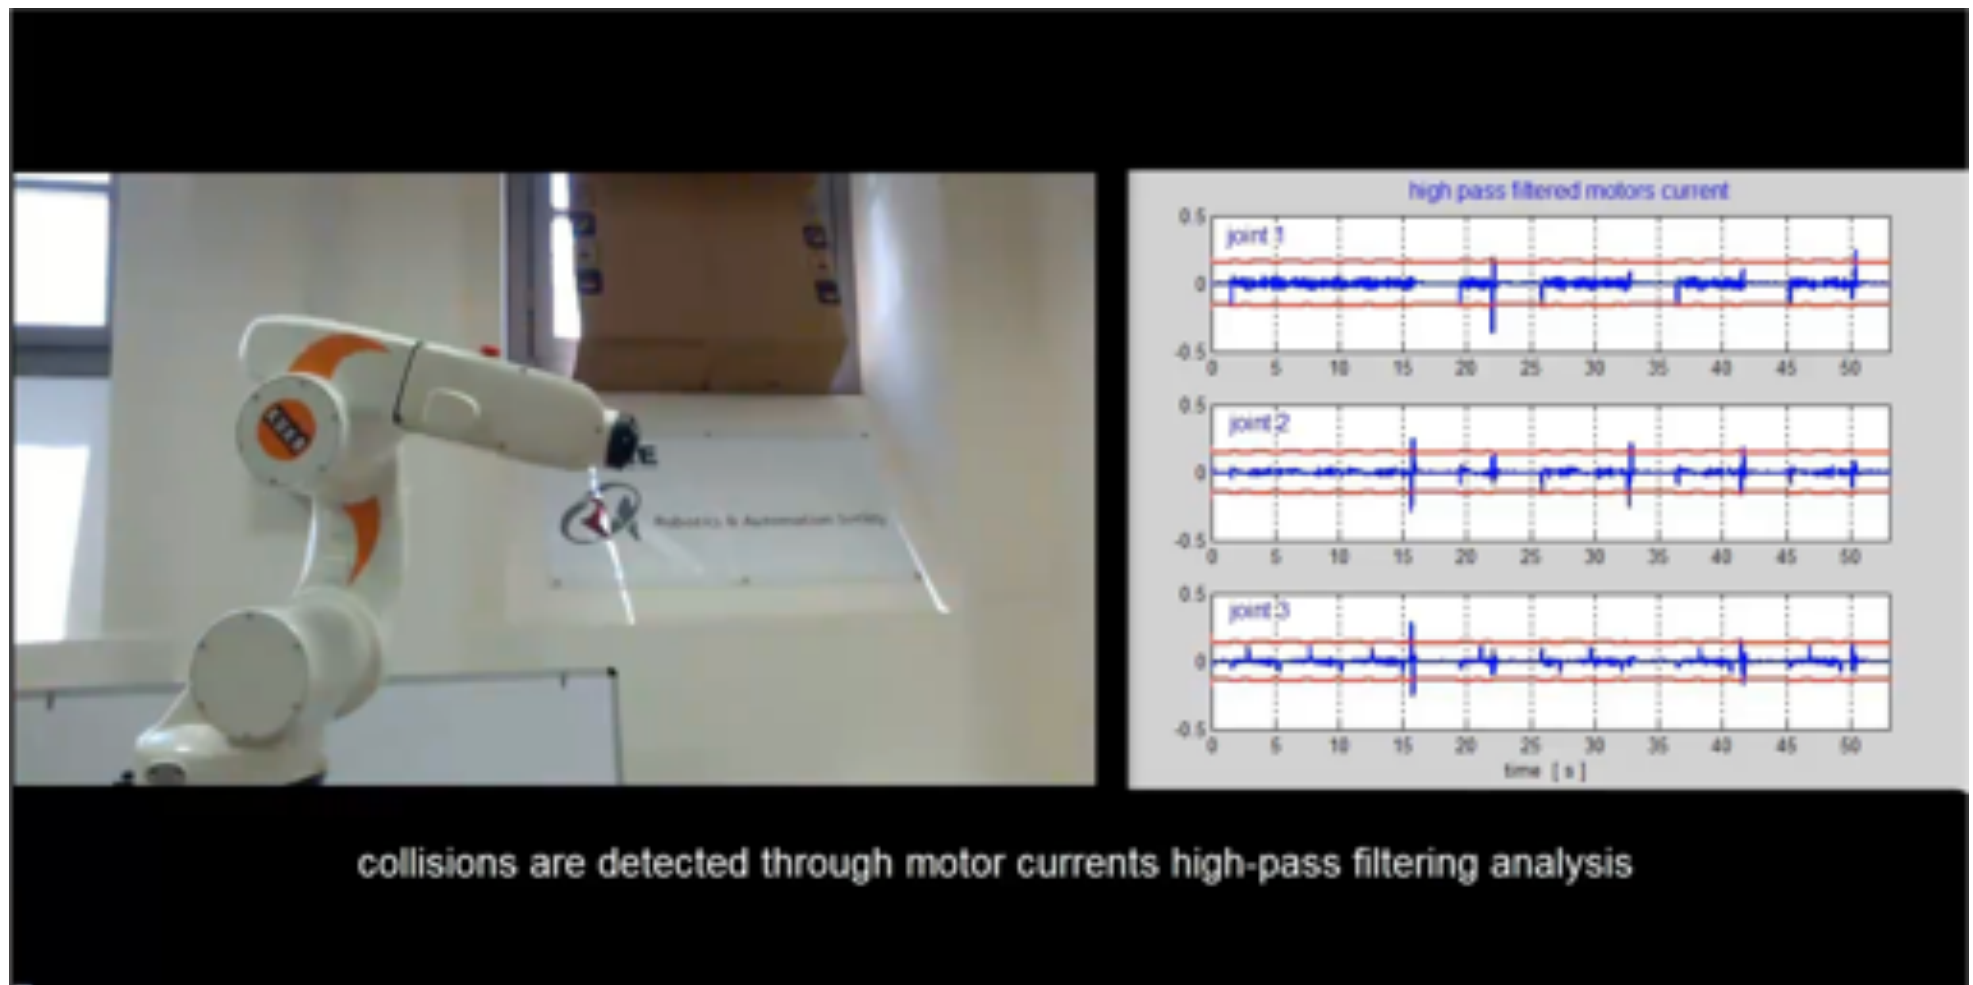 high pass filtered motors current
0.5
joint 1
0
-0.5
0 5 10 15 20 25 30 35 40 45 50
0.5
joint 2
0
-0.5
0 5 10 15 20 25 30 35 40 45 50
0.5
joint 3
0
-0.5
0 5 10 15 20 25 30 35 40 45 50
time [ s ]
Robotics & Automation Society
collisions are detected through motor currents high-pass filtering analysis